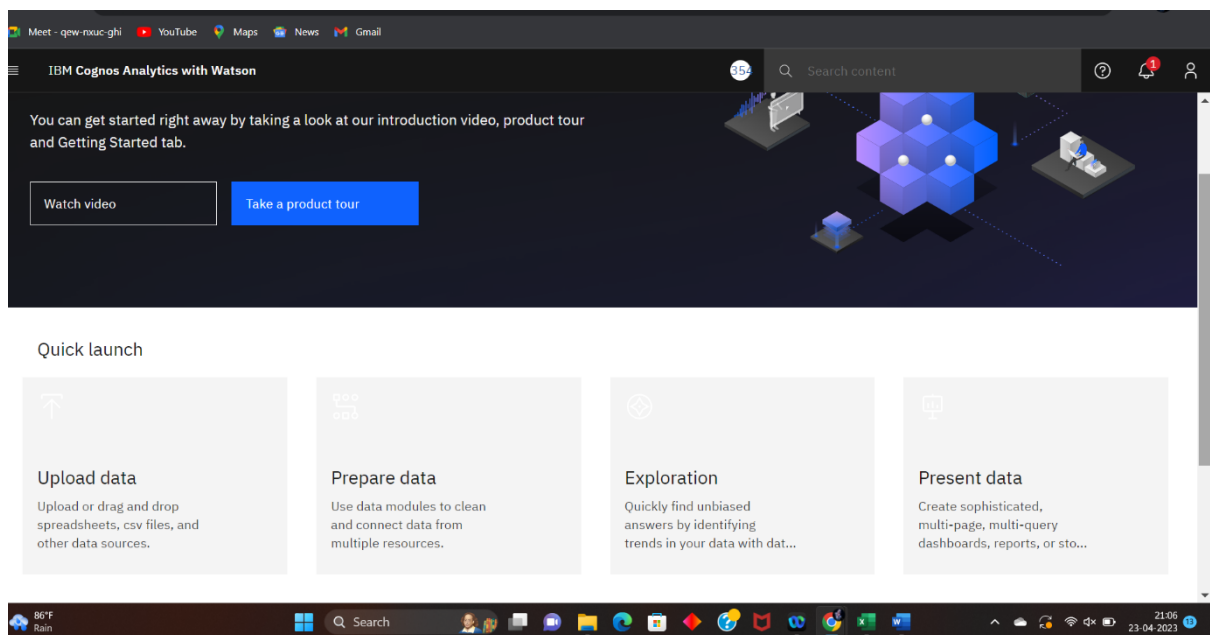 Meet - qew-nxuc-ghi YouTube Maps News Gmail
IBM Cognos Analytics with Watson 354 Search content 1
You can get started right away by taking a look at our introduction video, product tour
and Getting Started tab.
Watch video Take a product tour
Quick launch
Upload data
Upload or drag and drop
spreadsheets, csv files, and
other data sources.
Prepare data
Use data modules to clean
and connect data from
multiple resources.
Exploration
Quickly find unbiased
answers by identifying
trends in your data with dat...
Present data
Create sophisticated,
multi-page, multi-query
dashboards, reports, or sto...
86°F
Rain
Search
21:06
23-04-2023
13